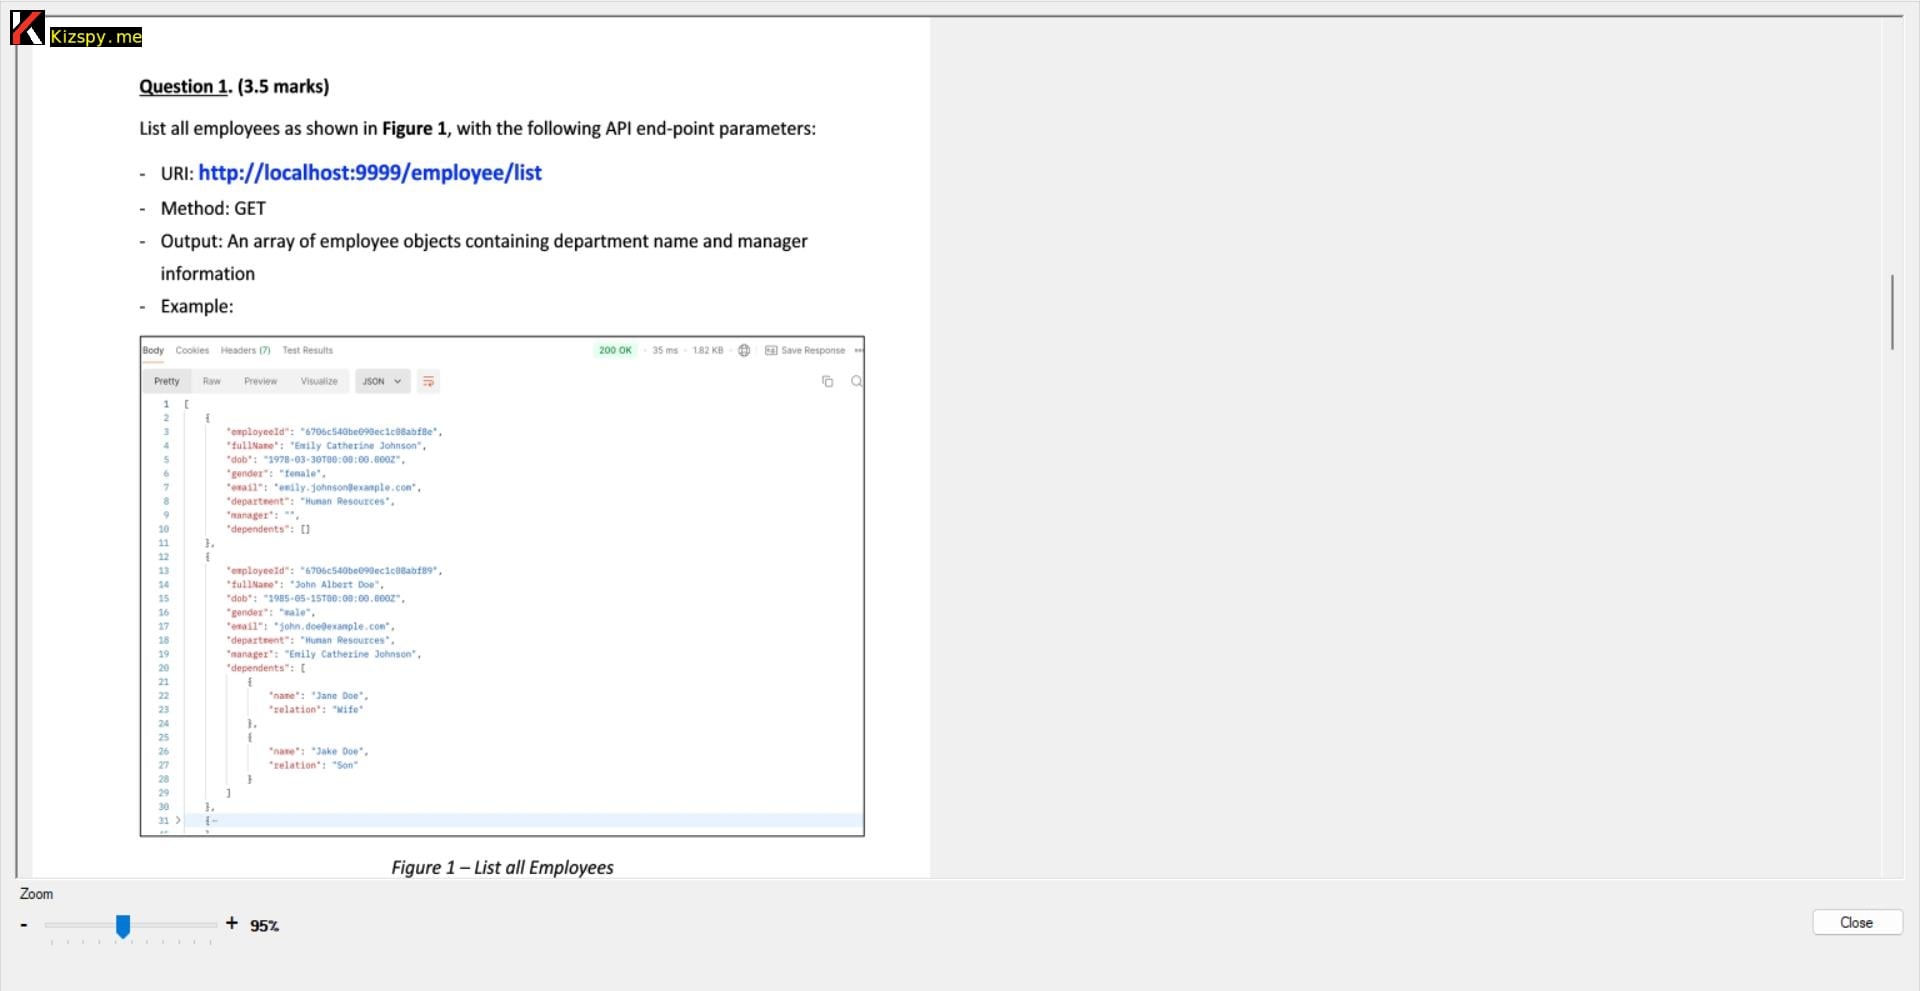 Kizspy.me
Question 1. (3.5 marks)
List all employees as shown in Figure 1, with the following API end-point parameters:
- URI: http://localhost:9999/employee/list
- Method: GET
- Output: An array of employee objects containing department name and manager
information
- Example:
Body Cookies Headers (7) Test Results 200 OK · 35 ms · 1.82 KB · Save Response
Pretty Raw Preview Visualize JSON
1 [
2 {
3 "employeeId": "6706c540be090ec1c08abf8e",
4 "fullName": "Emily Catherine Johnson",
5 "dob": "1978-03-30T00:00:00.000Z",
6 "gender": "female",
7 "email": "emily.johnson@example.com",
8 "department": "Human Resources",
9 "manager": "",
10 "dependents": []
11 },
12 {
13 "employeeId": "6706c540be090ec1c08abf89",
14 "fullName": "John Albert Doe",
15 "dob": "1985-05-15T00:00:00.000Z",
16 "gender": "male",
17 "email": "john.doe@example.com",
18 "department": "Human Resources",
19 "manager": "Emily Catherine Johnson",
20 "dependents": [
21 {
22 "name": "Jane Doe",
23 "relation": "Wife"
24 },
25 {
26 "name": "Jake Doe",
27 "relation": "Son"
28 }
29 ]
30 },
31 {
Figure 1 – List all Employees
Zoom
- + 95%
Close